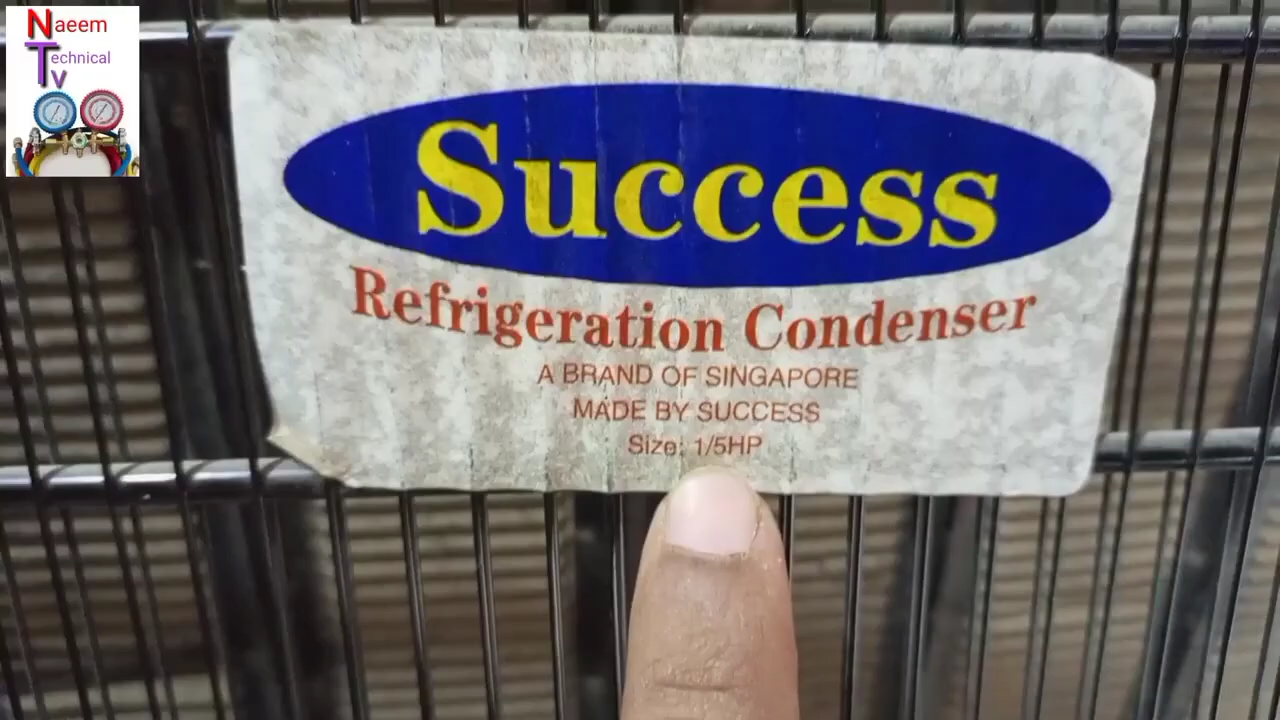 Naeem
Technical
Tv
Success
Refrigeration Condenser
A BRAND OF SINGAPORE
MADE BY SUCCESS
Size: 1/5HP